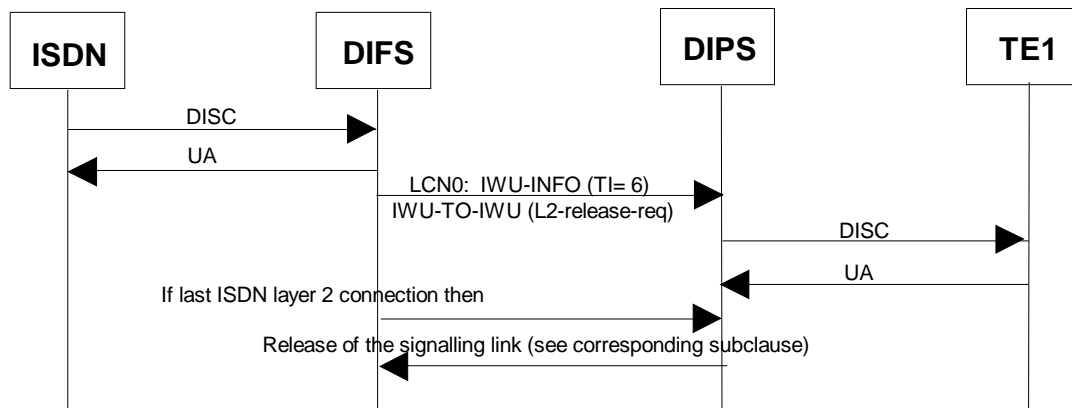 ISDN
DIFS
DIPS
TE1
DISC
UA
LCN0: IWU-INFO (TI= 6)
IWU-TO-IWU (L2-release-req)
DISC
UA
If last ISDN layer 2 connection then
Release of the signalling link (see corresponding subclause)